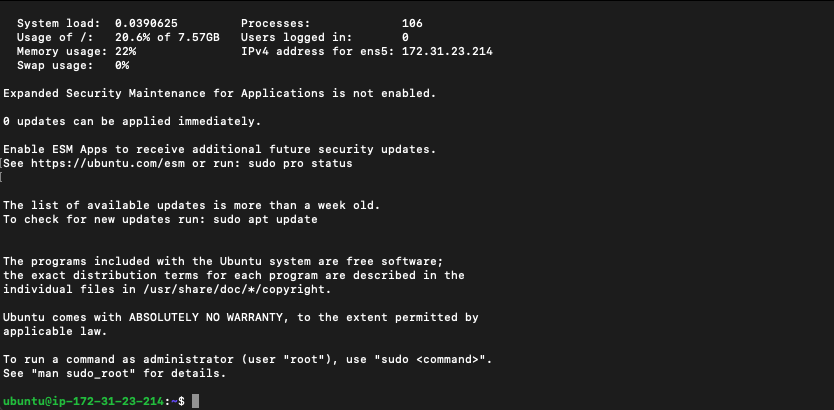 System load:  0.0390625         Processes:             106
Usage of /:   20.6% of 7.57GB   Users logged in:       0
Memory usage: 22%               IPv4 address for ens5: 172.31.23.214
Swap usage:   0%
Expanded Security Maintenance for Applications is not enabled.
0 updates can be applied immediately.
Enable ESM Apps to receive additional future security updates.
See https://ubuntu.com/esm or run: sudo pro status
The list of available updates is more than a week old.
To check for new updates run: sudo apt update
The programs included with the Ubuntu system are free software;
the exact distribution terms for each program are described in the
individual files in /usr/share/doc/*/copyright.
Ubuntu comes with ABSOLUTELY NO WARRANTY, to the extent permitted by
applicable law.
To run a command as administrator (user "root"), use "sudo <command>".
See "man sudo_root" for details.
ubuntu@ip-172-31-23-214:~$